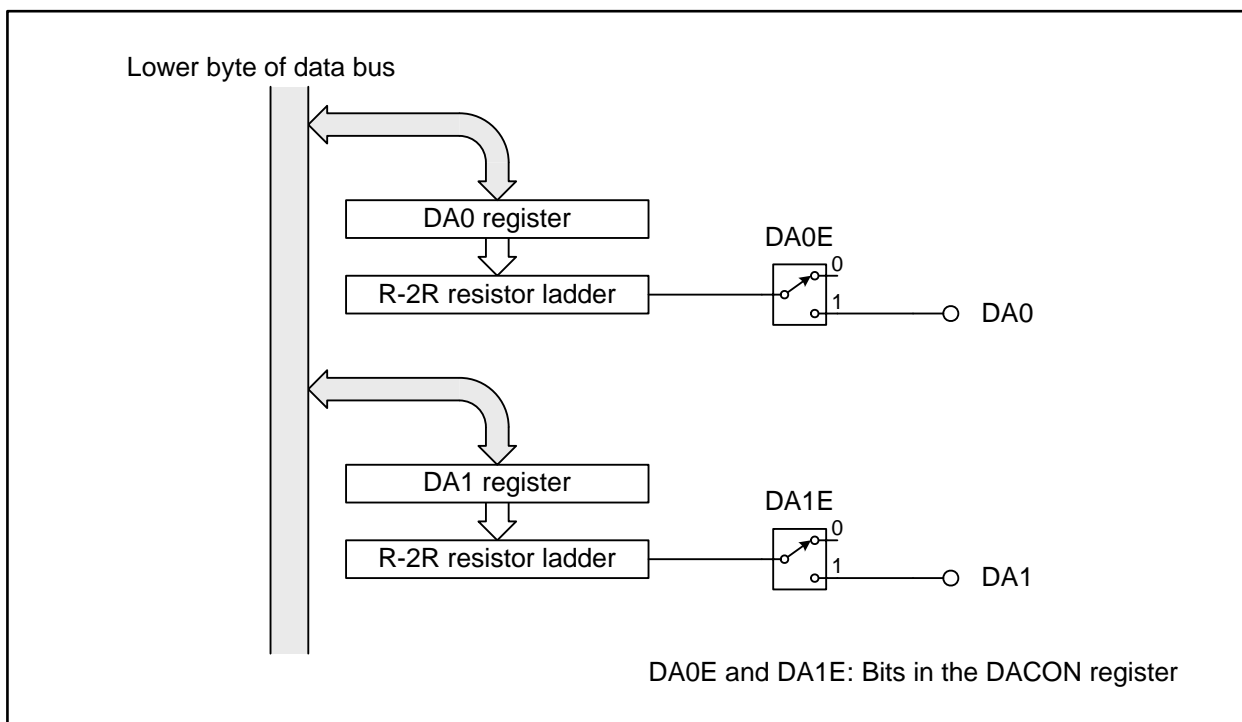 Lower byte of data bus
DA0 register
DA0E
R-2R resistor ladder
0
1
DA0
DA1 register
DA1E
R-2R resistor ladder
0
1
DA1
DA0E and DA1E: Bits in the DACON register